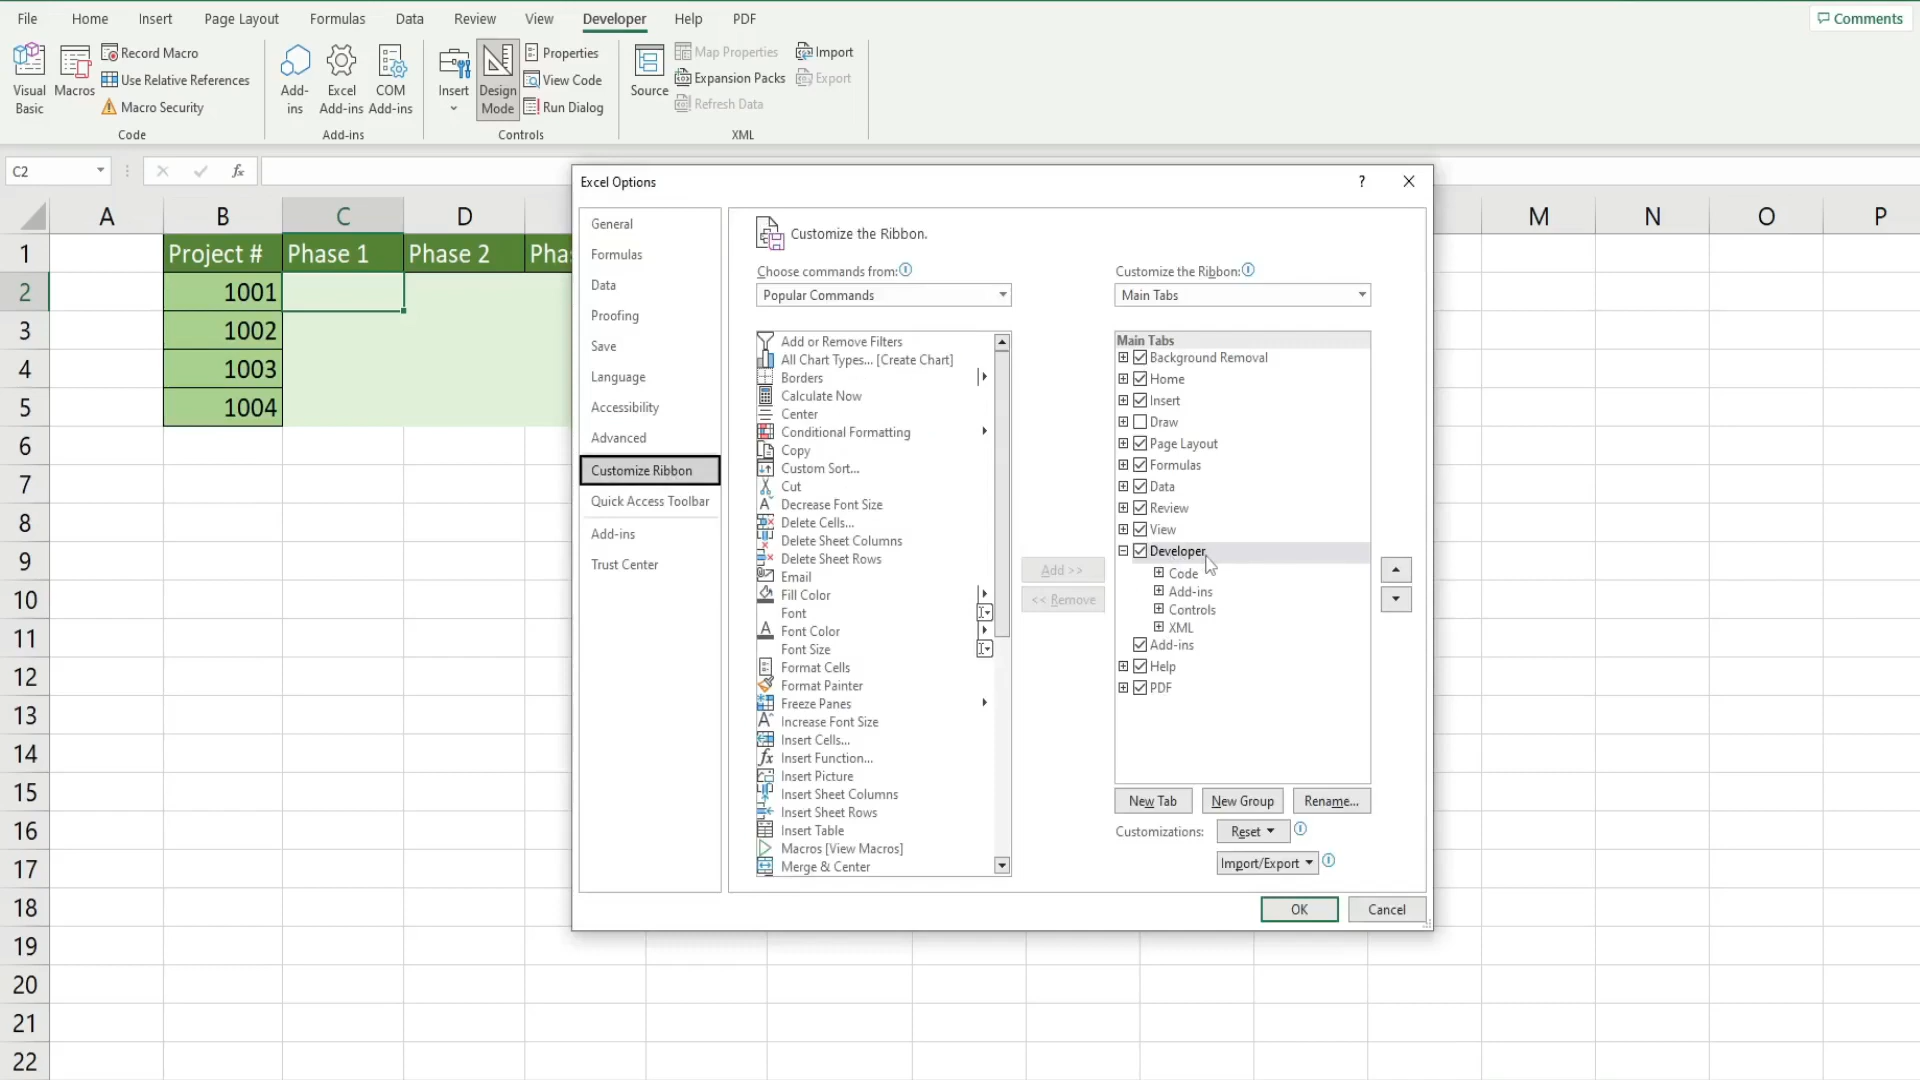 File Home Insert Page Layout Formulas Data Review View Developer Help PDF Comments
Visual Basic
Macros
Record Macro
Use Relative References
Macro Security
Code
Add-ins
Excel Add-ins
COM Add-ins
Add-ins
Insert
Design Mode
Properties
View Code
Run Dialog
Controls
Source
Map Properties
Expansion Packs
Refresh Data
Import
Export
XML
C2
fx
A B C D M N O P
1 Project # Phase 1 Phase 2 Pha
2 1001
3 1002
4 1003
5 1004
6
7
8
9
10
11
12
13
14
15
16
17
18
19
20
21
22
Excel Options ?
General
Formulas
Data
Proofing
Save
Language
Accessibility
Advanced
Customize Ribbon
Quick Access Toolbar
Add-ins
Trust Center
Customize the Ribbon.
Choose commands from:
Popular Commands
Add or Remove Filters
All Chart Types... [Create Chart]
Borders
Calculate Now
Center
Conditional Formatting
Copy
Custom Sort...
Cut
Decrease Font Size
Delete Cells...
Delete Sheet Columns
Delete Sheet Rows
Email
Fill Color
Font
Font Color
Font Size
Format Cells
Format Painter
Freeze Panes
Increase Font Size
Insert Cells...
Insert Function...
Insert Picture
Insert Sheet Columns
Insert Sheet Rows
Insert Table
Macros [View Macros]
Merge & Center
Add >>
<< Remove
Customize the Ribbon:
Main Tabs
Main Tabs
Background Removal
Home
Insert
Draw
Page Layout
Formulas
Data
Review
View
Developer
Code
Add-ins
Controls
XML
Add-ins
Help
PDF
New Tab New Group Rename...
Customizations: Reset
Import/Export
OK Cancel